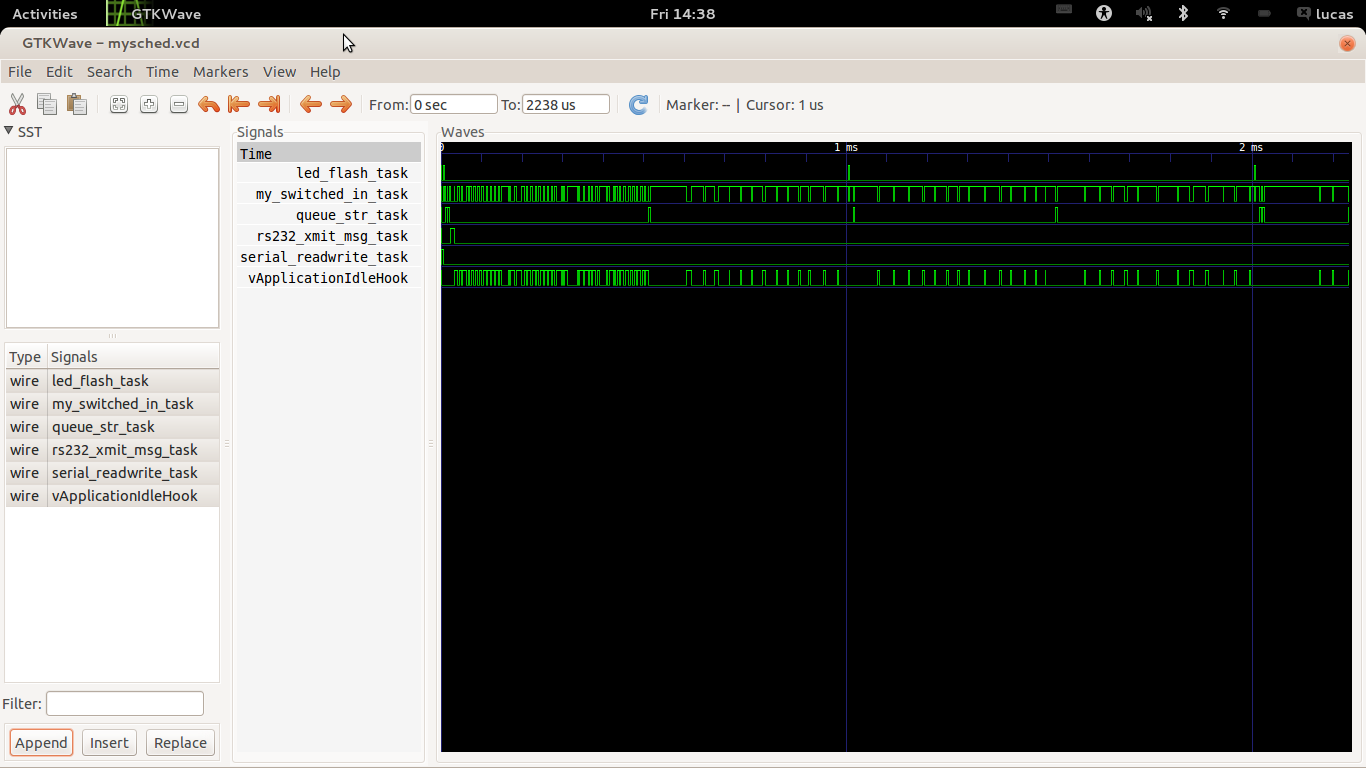 Activities GTKWave Fri 14:38 lucas
GTKWave – mysched.vcd
File Edit Search Time Markers View Help
From: 0 sec To: 2238 us Marker: -- | Cursor: 1 us
SST
Signals
Waves
Time
0 1 ms 2 ms
led_flash_task
my_switched_in_task
queue_str_task
rs232_xmit_msg_task
serial_readwrite_task
vApplicationIdleHook
Type Signals
wire led_flash_task
wire my_switched_in_task
wire queue_str_task
wire rs232_xmit_msg_task
wire serial_readwrite_task
wire vApplicationIdleHook
Filter:
Append Insert Replace